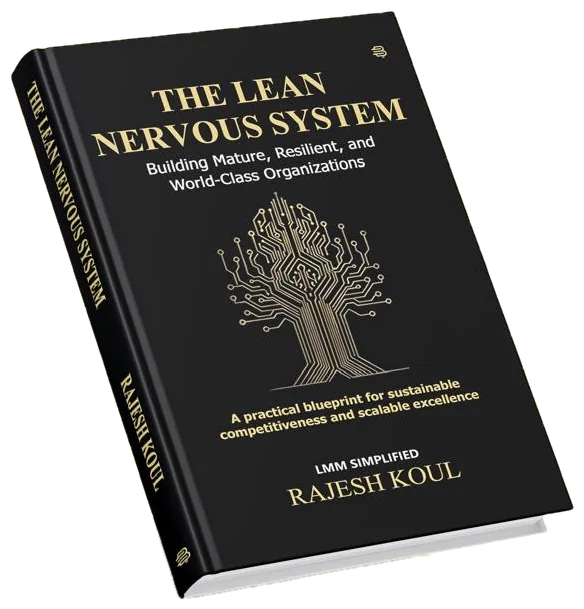 THE LEAN
NERVOUS SYSTEM
Building Mature, Resilient, and
World-Class Organizations
A practical blueprint for sustainable
competitiveness and scalable excellence
LMM SIMPLIFIED
RAJESH KOUL
THE LEAN NERVOUS SYSTEM
RAJESH KOUL